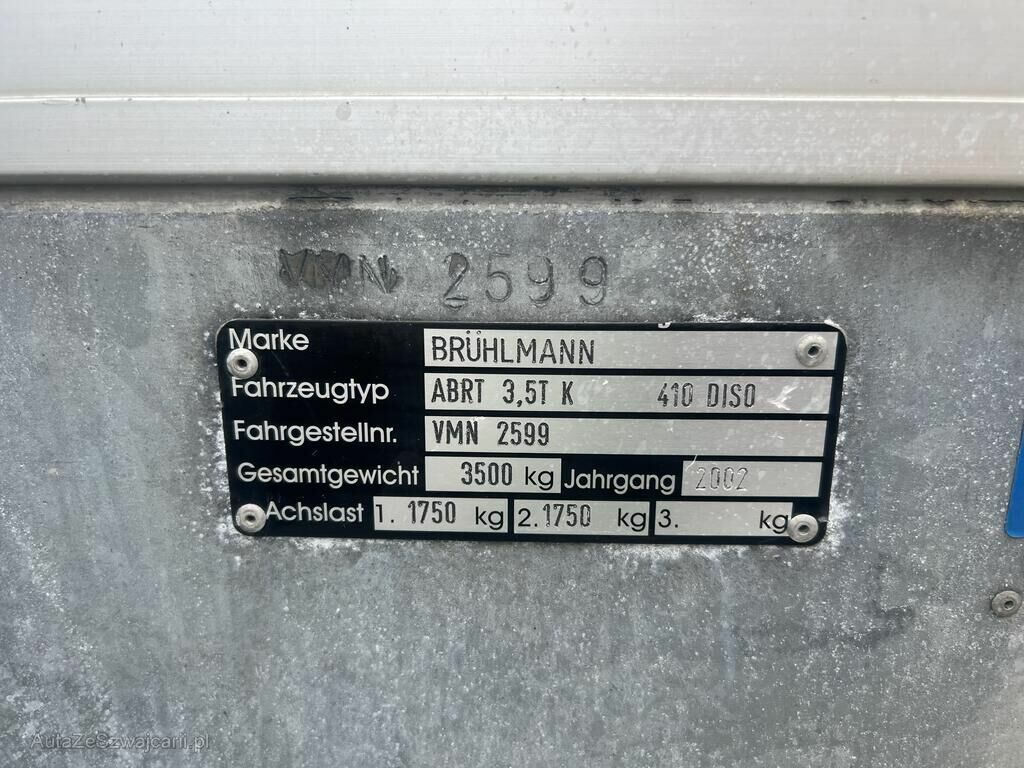 VMN 2599
Marke BRÜHLMANN
Fahrzeugtyp ABRT 3,5T K 410 DISO
Fahrgestellnr. VMN 2599
Gesamtgewicht 3500 kg Jahrgang 2002
Achslast 1. 1750 kg 2. 1750 kg 3. kg
AutaZeSzwajcarii.pl